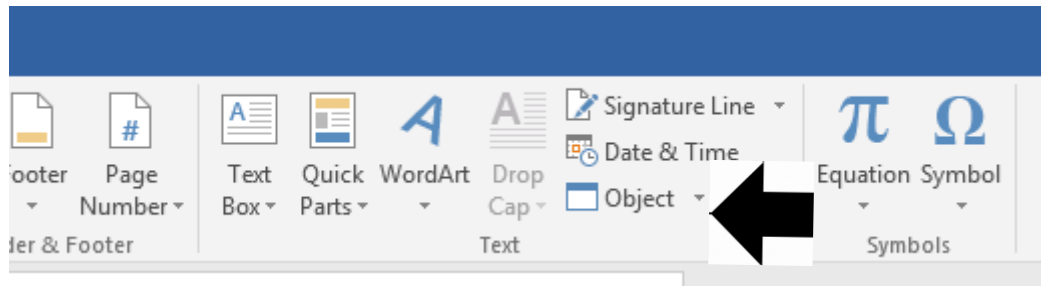 ooter
Page
Number
Text
Box
Quick
Parts
WordArt
Drop
Cap
Signature Line
Date & Time
Object
Equation
Symbol
der & Footer
Text
Symbols
#
A
A
A
π
Ω